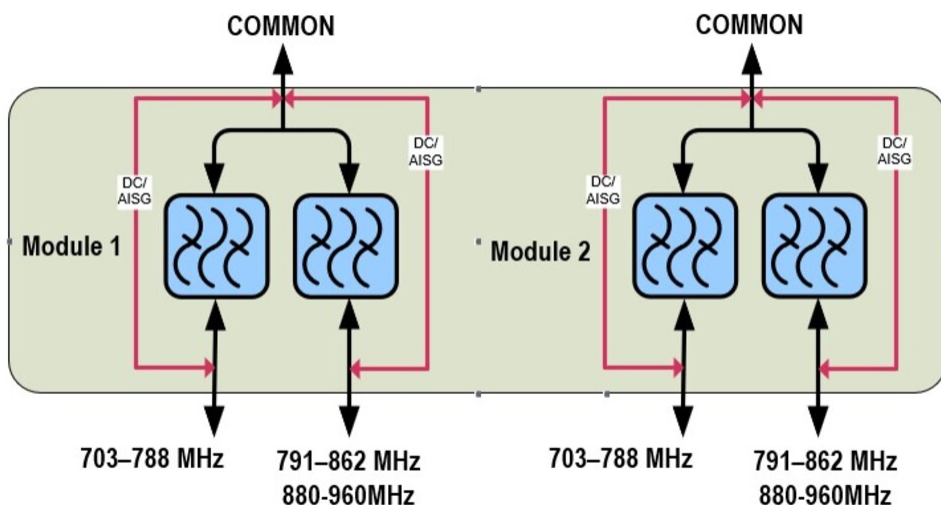 COMMON
COMMON
DC/
AISG
DC/
AISG
DC/
AISG
DC/
AISG
Module 1
Module 2
703–788 MHz
791–862 MHz
880-960MHz
703–788 MHz
791–862 MHz
880-960MHz